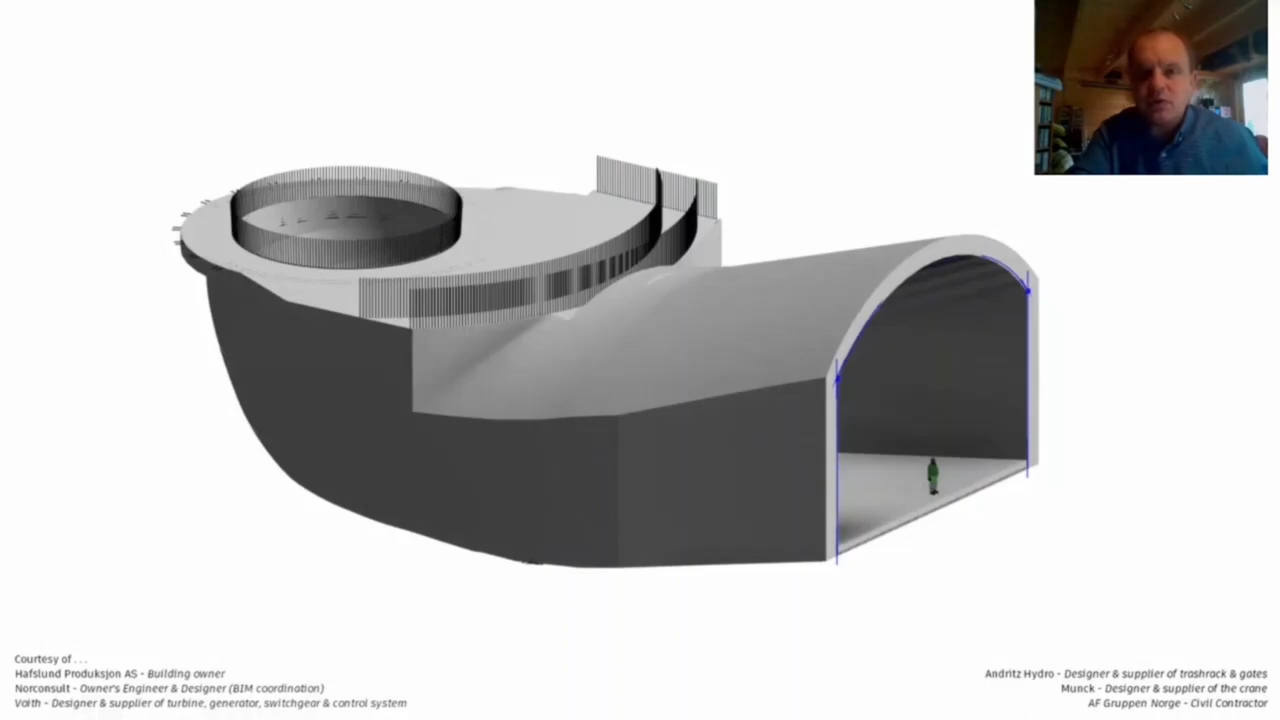 Courtesy of . . .
Hafslund Produksjon AS - Building owner
Norconsult - Owner's Engineer & Designer (BIM coordination)
Voith - Designer & supplier of turbine, generator, switchgear & control system
Andritz Hydro - Designer & supplier of trashrack & gates
Munck - Designer & supplier of the crane
AF Gruppen Norge - Civil Contractor